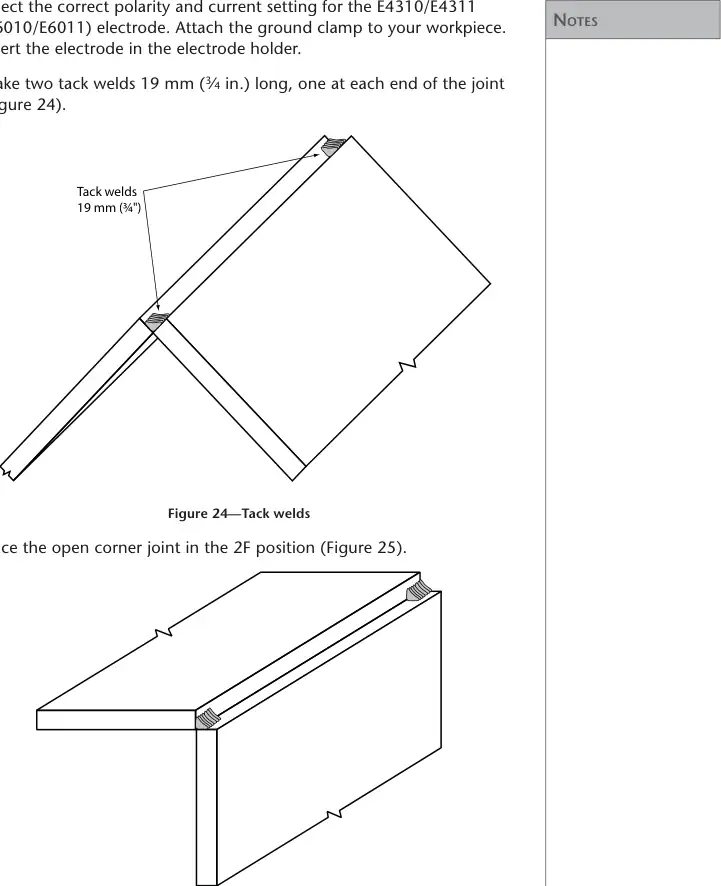 ect the correct polarity and current setting for the E4310/E4311
6010/E6011) electrode. Attach the ground clamp to your workpiece.
ert the electrode in the electrode holder.
ake two tack welds 19 mm (¾ in.) long, one at each end of the joint
gure 24).
Tack welds
19 mm (¾")
Figure 24—Tack welds
ce the open corner joint in the 2F position (Figure 25).
NOTES